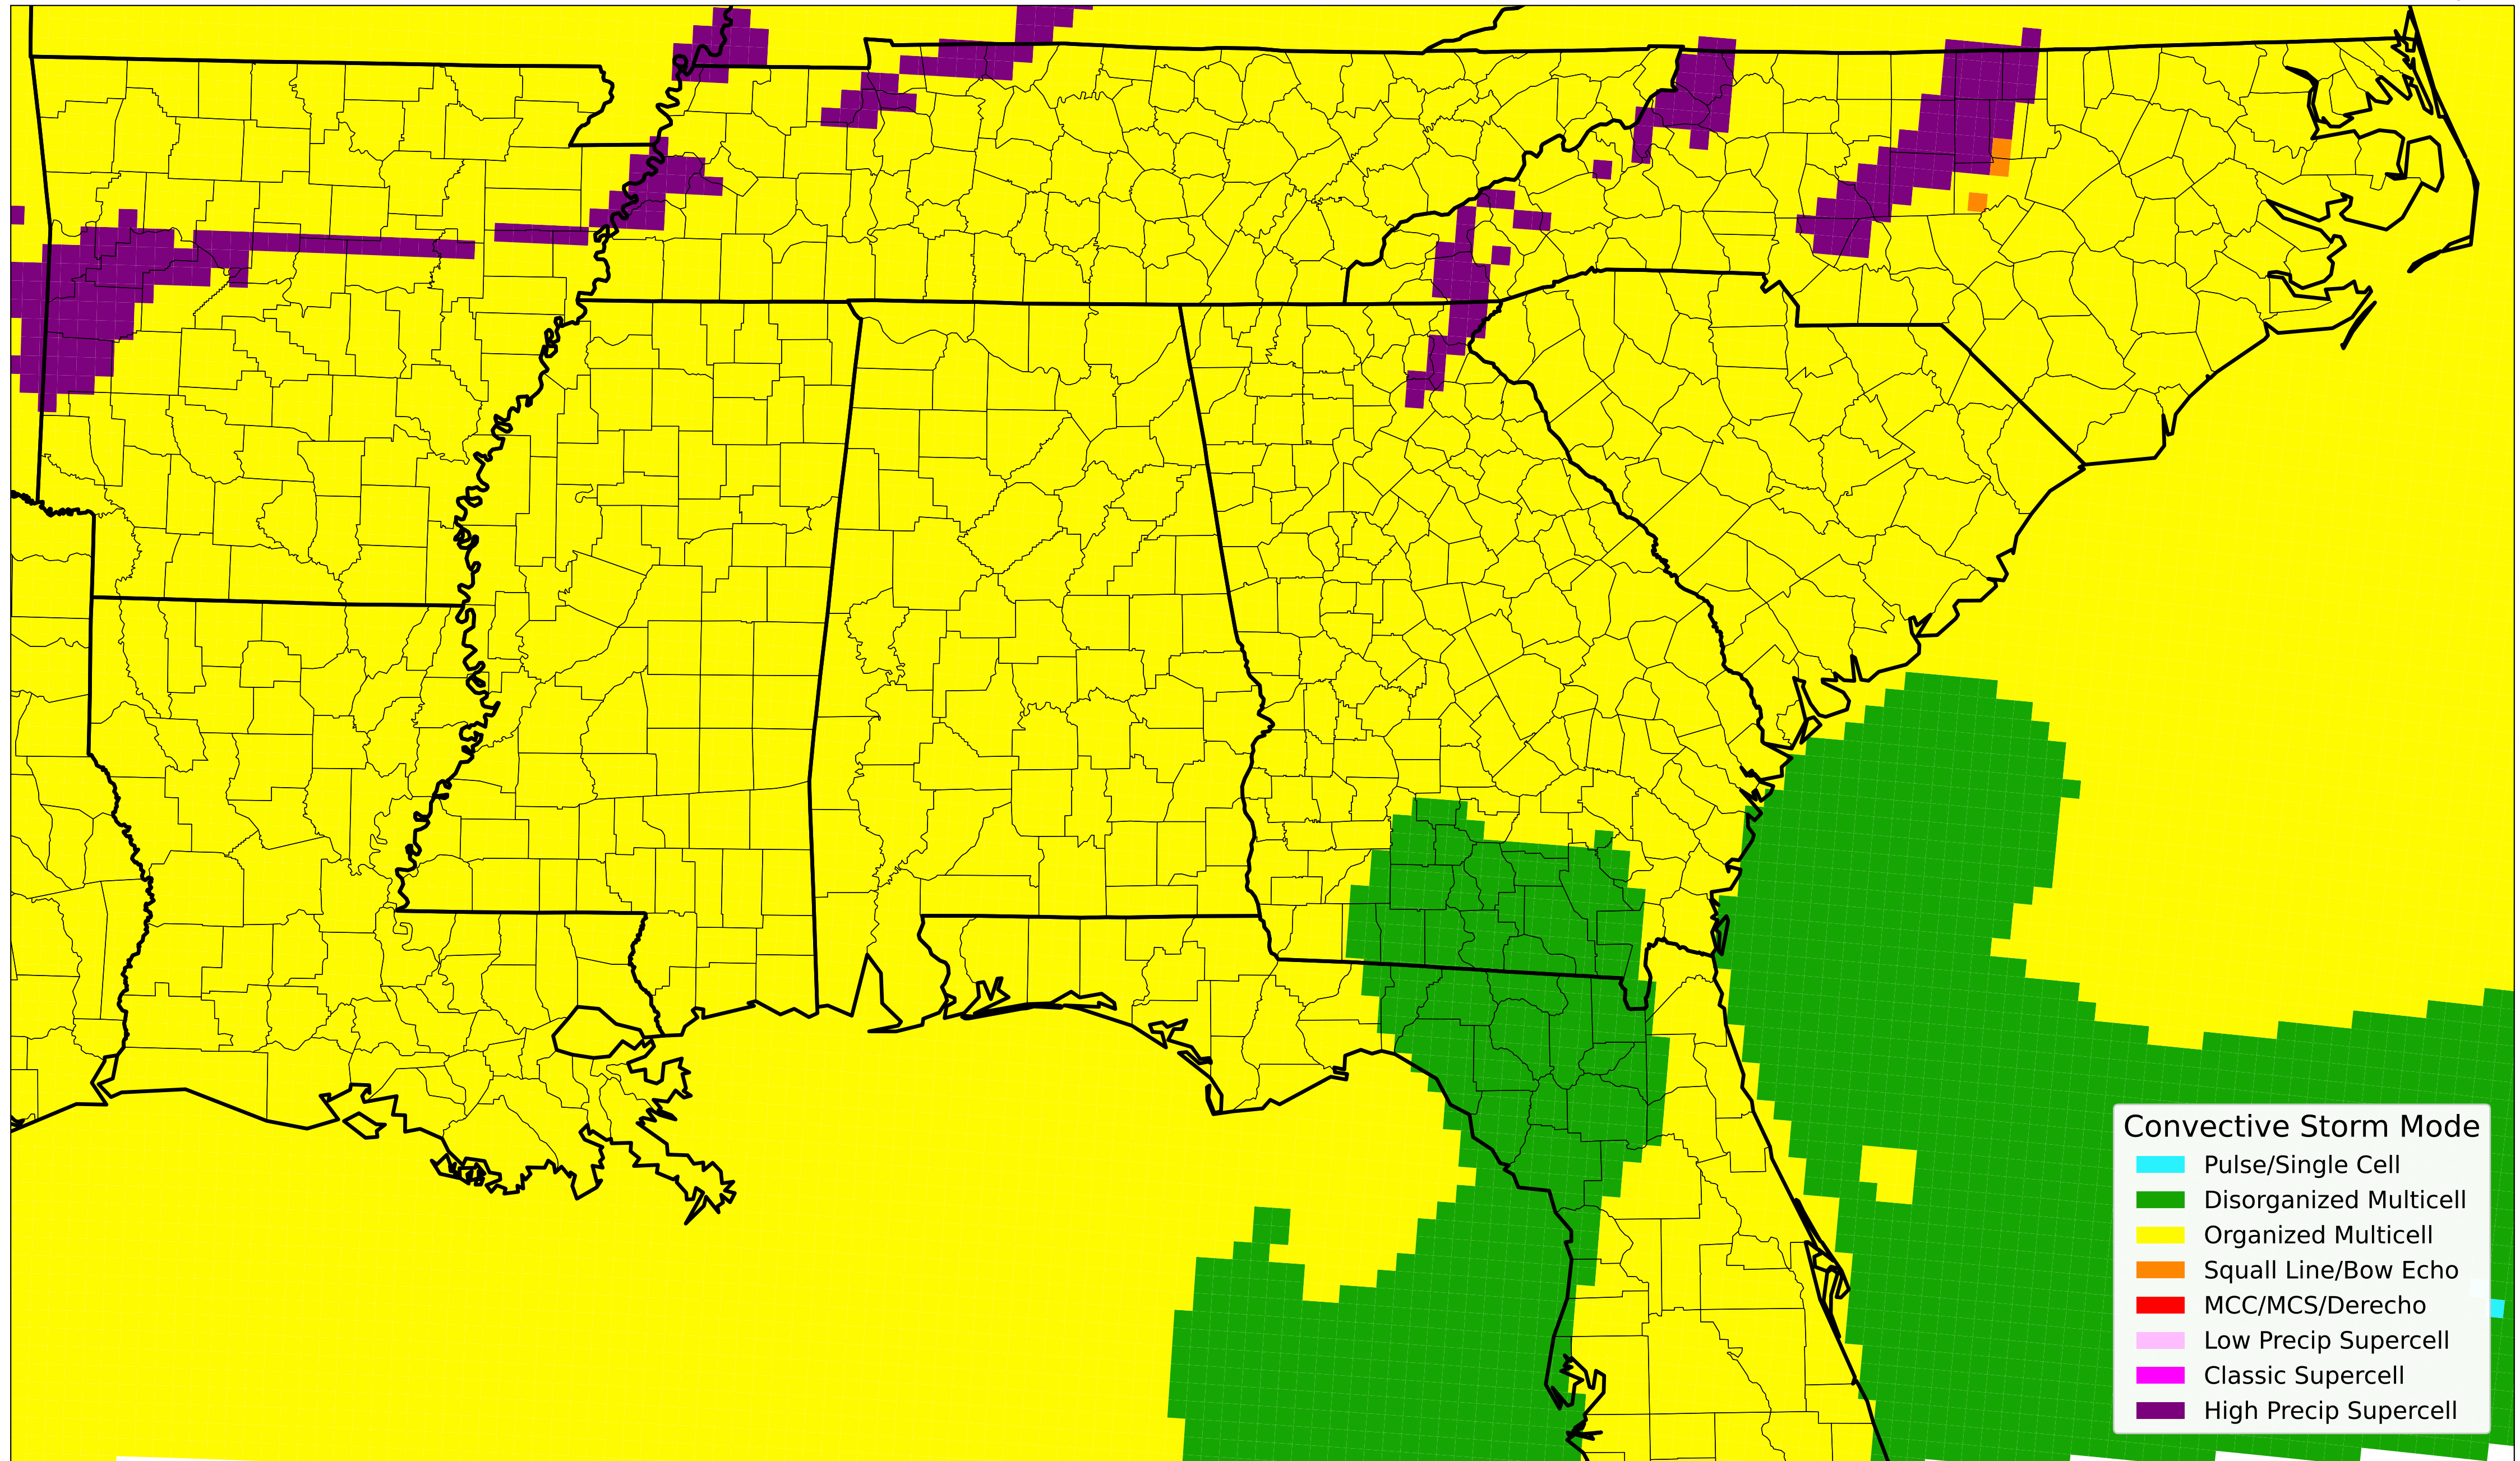 Convective Storm Mode
Pulse/Single Cell
Disorganized Multicell
Organized Multicell
Squall Line/Bow Echo
MCC/MCS/Derecho
Low Precip Supercell
Classic Supercell
High Precip Supercell